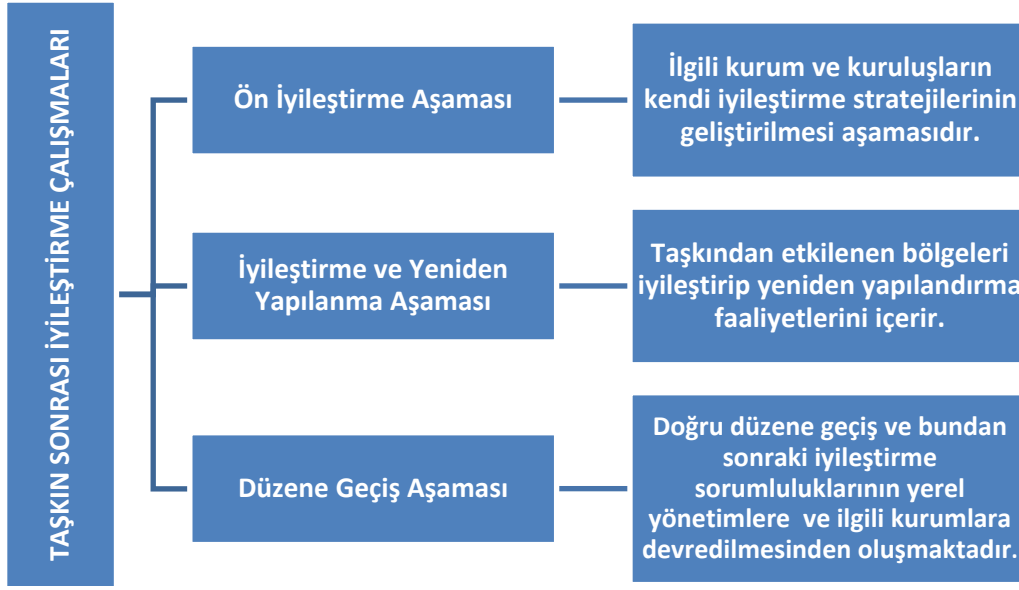 TAŞKIN SONRASI İYİLEŞTİRME ÇALIŞMALARI
Ön İyileştirme Aşaması
İlgili kurum ve kuruluşların
kendi iyileştirme stratejilerinin
geliştirilmesi aşamasıdır.
İyileştirme ve Yeniden
Yapılanma Aşaması
Taşkından etkilenen bölgeleri
iyileştirip yeniden yapılandırma
faaliyetlerini içerir.
Düzene Geçiş Aşaması
Doğru düzene geçiş ve bundan
sonraki iyileştirme
sorumluluklarının yerel
yönetimlere ve ilgili kurumlara
devredilmesinden oluşmaktadır.